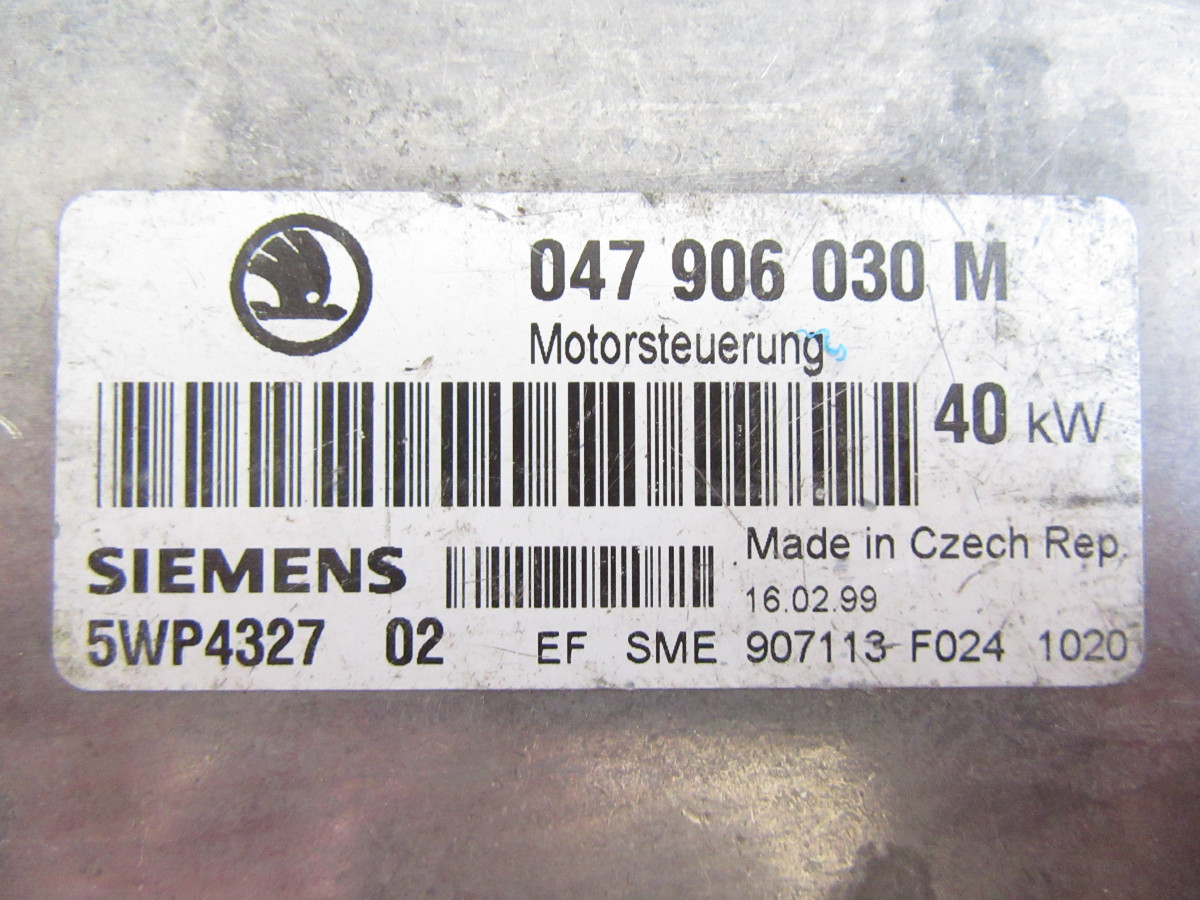 047 906 030 M
Motorsteuerung
40 kW
SIEMENS
Made in Czech Rep.
16.02.99
5WP4327 02 EF SME 907113 F024 1020